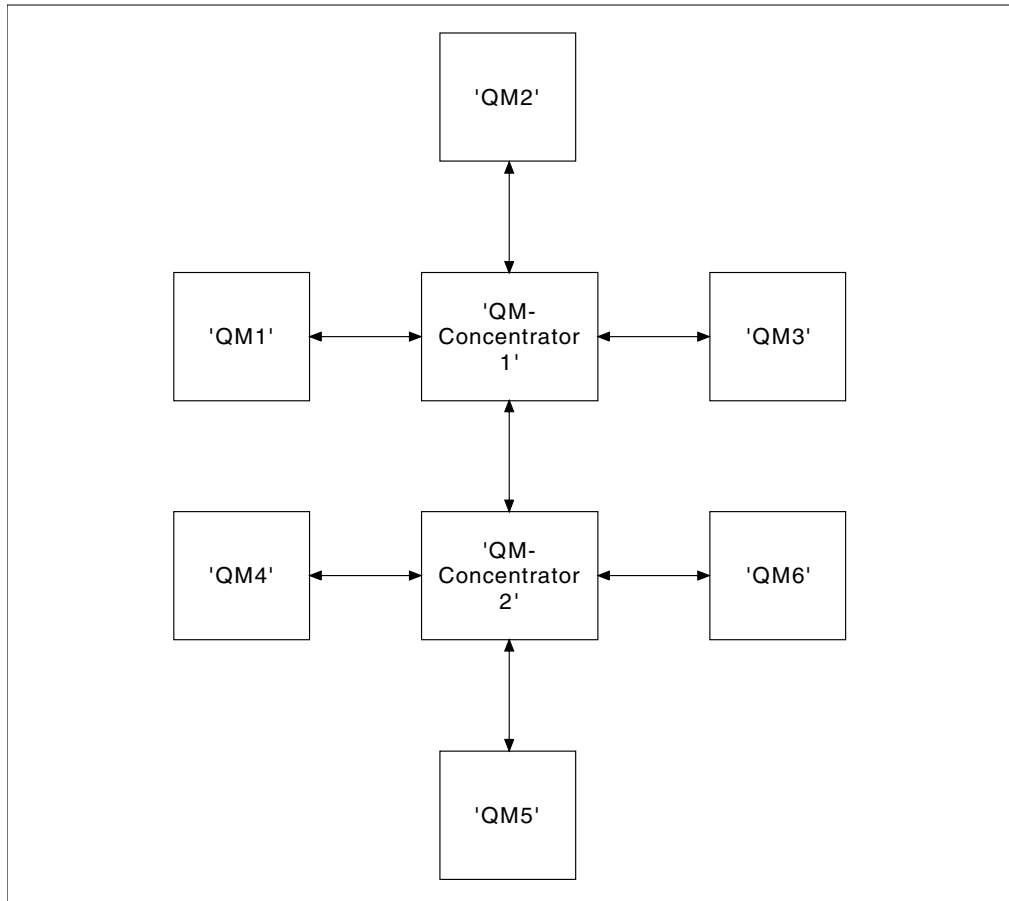 'QM2'
'QM1'
'QM-
Concentrator
1'
'QM3'
'QM4'
'QM-
Concentrator
2'
'QM6'
'QM5'